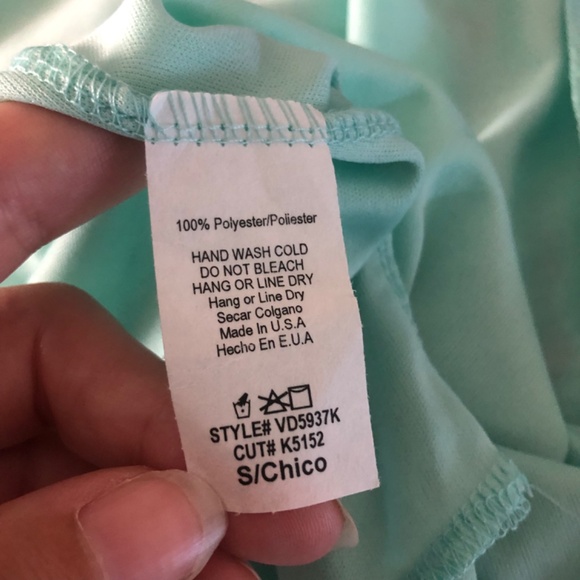 100% Polyester/Poliester
HAND WASH COLD
DO NOT BLEACH
HANG OR LINE DRY
Hang or Line Dry
Secar Colgano
Made In U.S.A
Hecho En E.U.A
STYLE# VD5937K
CUT# K5152
S/Chico